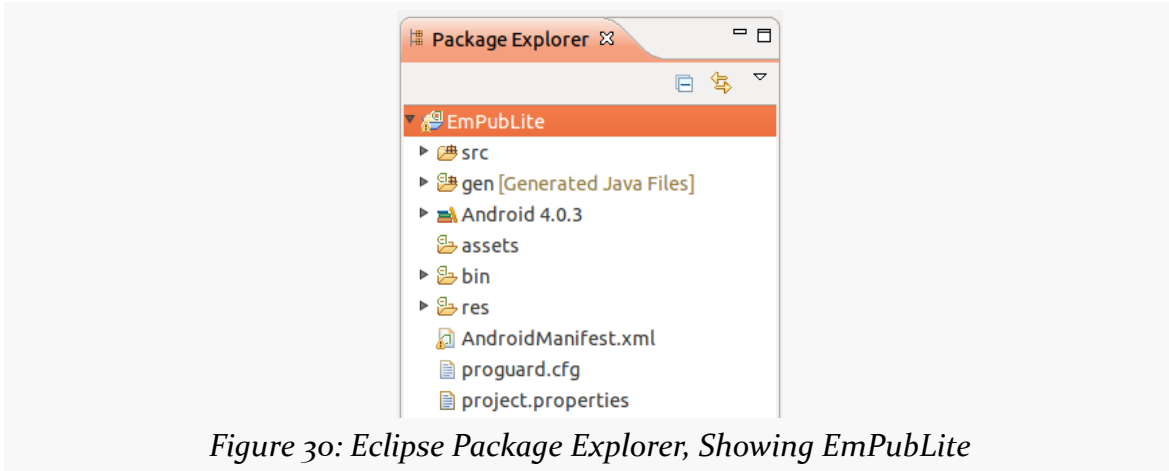 Package Explorer
EmPubLite
src
gen [Generated Java Files]
Android 4.0.3
assets
bin
res
AndroidManifest.xml
proguard.cfg
project.properties
Figure 30: Eclipse Package Explorer, Showing EmPubLite